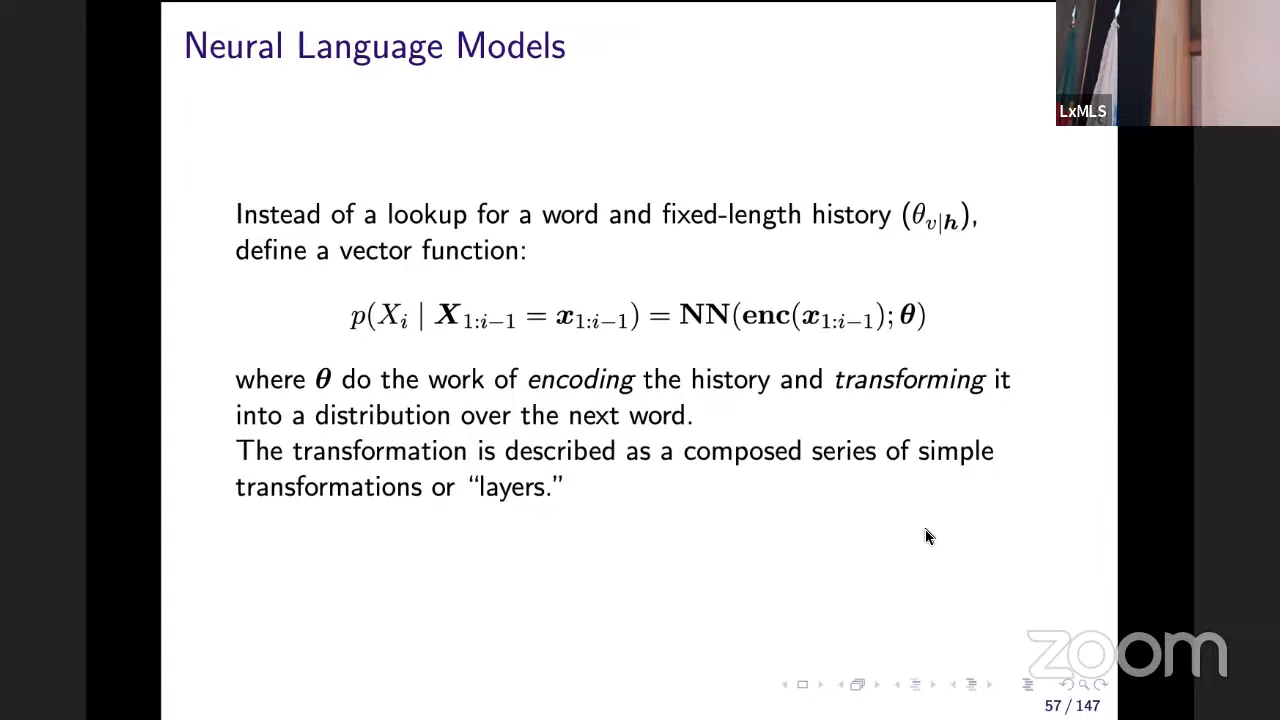 Neural Language Models
LxMLS
Instead of a lookup for a word and fixed-length history (θ_{v|h}),
define a vector function:
p(X_i | X_{1:i−1} = x_{1:i−1}) = NN(enc(x_{1:i−1}); θ)
where θ do the work of encoding the history and transforming it
into a distribution over the next word.
The transformation is described as a composed series of simple
transformations or “layers.”
zoom
57 / 147